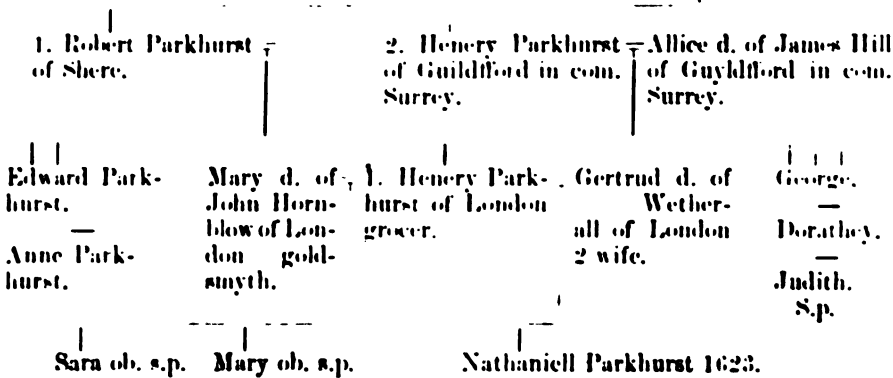 1. Robert Parkhurst =
of Shere.
2. Henery Parkhurst = Allice d. of James Hill
of Guildfford in com. of Guyldfford in com.
Surrey. Surrey.
Edward Park-
hurst.
—
Anne Park-
hurst.
Mary d. of
John Horn-
blow of Lon-
don gold-
smyth.
1. Henery Park-
hurst of London
grocer.
Gertrud d. of
Wether-
all of London
2 wife.
George.
—
Dorathey.
—
Judith.
S.p.
Sara ob. s.p. Mary ob. s.p. Nathaniell Parkhurst 1623.